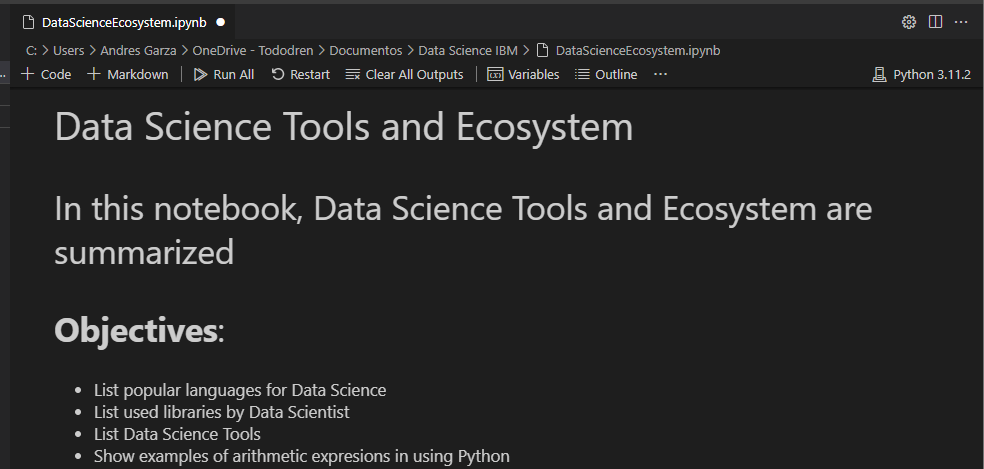 DataScienceEcosystem.ipynb
C: > Users > Andres Garza > OneDrive - Tododren > Documentos > Data Science IBM > DataScienceEcosystem.ipynb
+ Code + Markdown | Run All Restart Clear All Outputs | Variables Outline ... Python 3.11.2
Data Science Tools and Ecosystem
In this notebook, Data Science Tools and Ecosystem are
summarized
Objectives:
• List popular languages for Data Science
• List used libraries by Data Scientist
• List Data Science Tools
• Show examples of arithmetic expresions in using Python